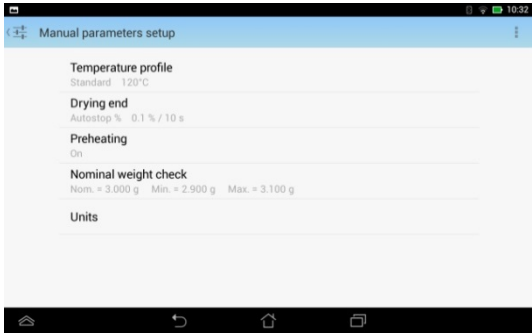 10:32
Manual parameters setup
Temperature profile
Standard 120°C
Drying end
Autostop % 0.1 % / 10 s
Preheating
On
Nominal weight check
Nom. = 3.000 g Min. = 2.900 g Max. = 3.100 g
Units